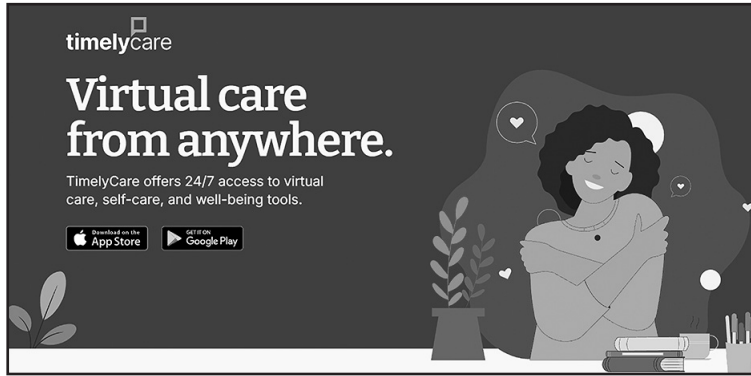 timelycare
Virtual care
from anywhere.
TimelyCare offers 24/7 access to virtual
care, self-care, and well-being tools.
Download on the
App Store
GET IT ON
Google Play